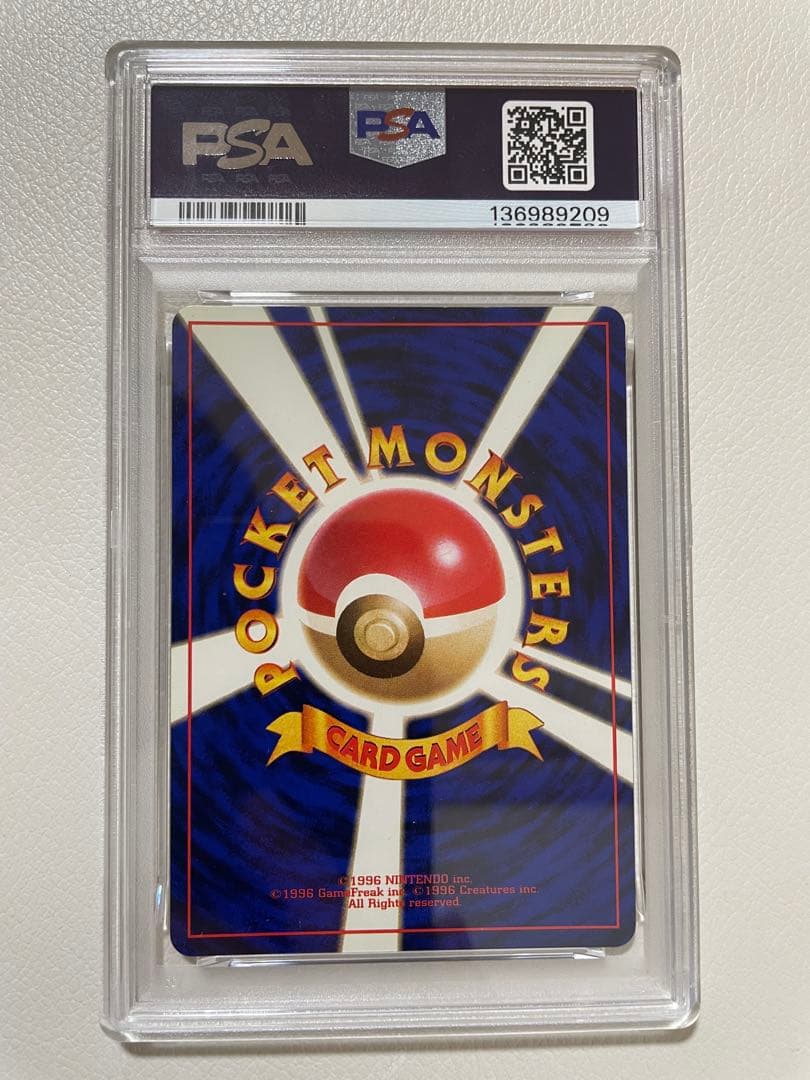 PSA
PSA
136989209
POCKET MONSTERS
CARD GAME
©1996 NINTENDO inc.
©1996 GameFreak inc. ©1996 Creatures inc.
All Rights reserved.